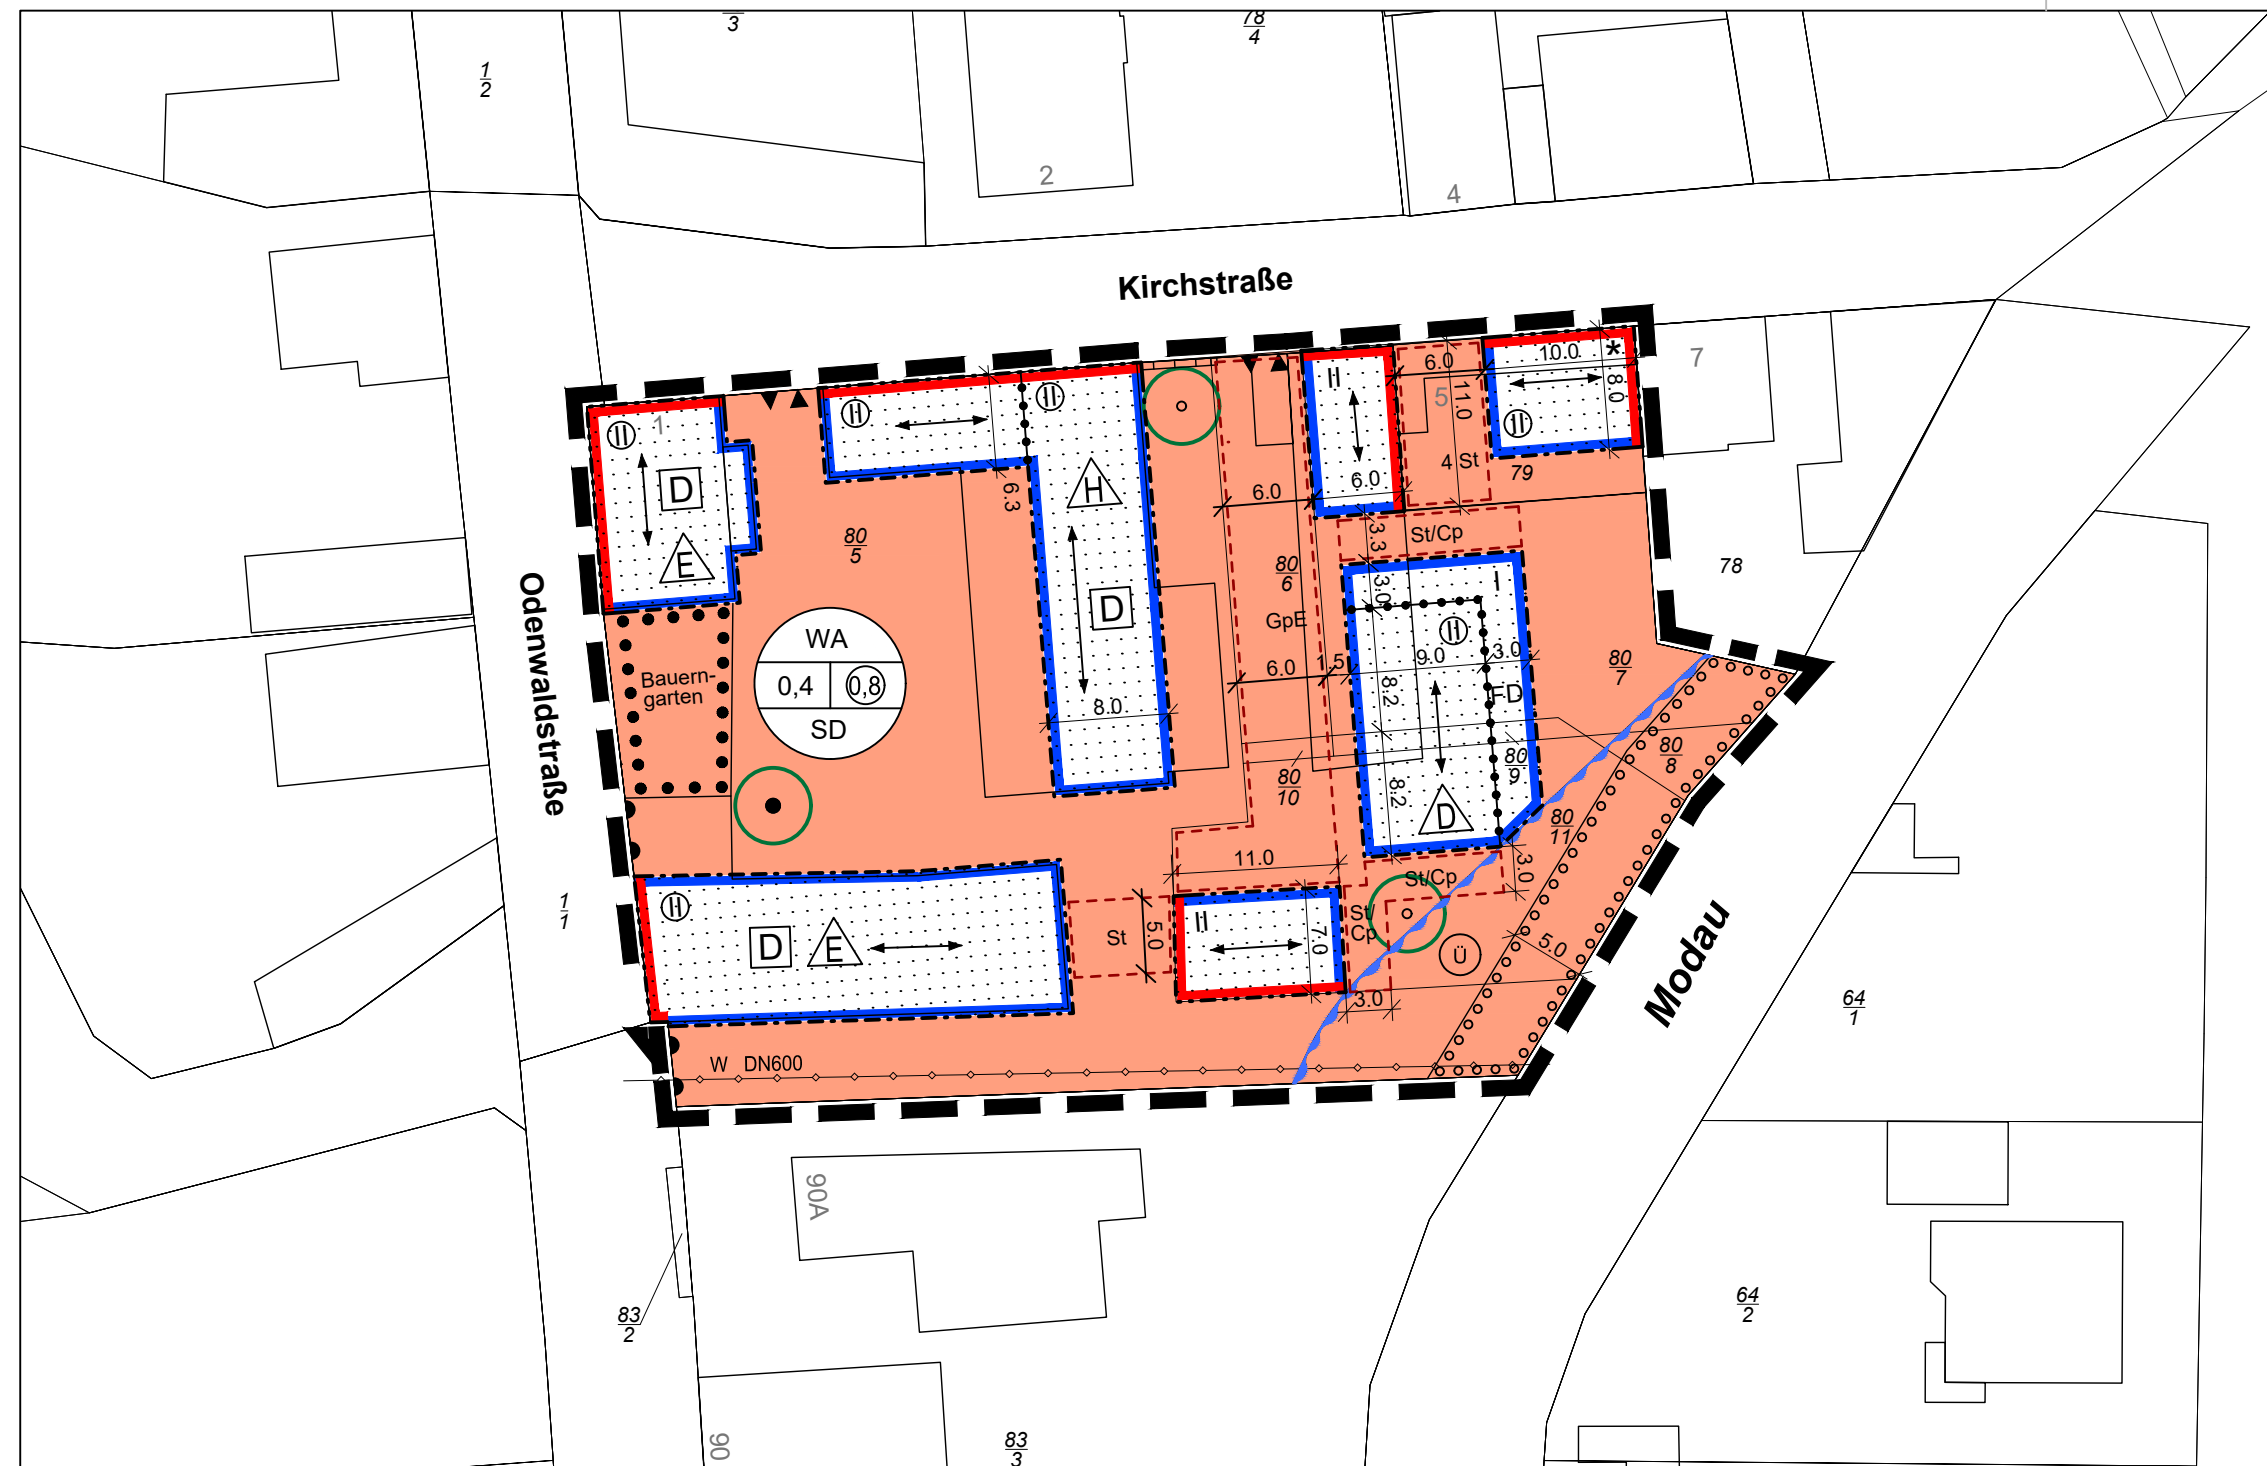 3
78
4
1
2
2
4
Kirchstraße
7
1
II
D
E
II
II
H
6.3
D
8.0
II
6.0
6.0
11.0
5
4 St
10.0
*
8.0
II
79
6.0
St/Cp
3.3
3.0
80
5
80
6
GpE
6.0
1.5
I
II
9.0
3.0
8.2
FD
80
7
78
80
8
80
9
80
10
8.2
D
80
11
Odenwaldstraße
Bauern-
garten
WA
0,4
0,8
SD
11.0
St/Cp
3.0
1
1
II
D
E
St
5.0
II
7.0
St/
Cp
3.0
Ü
5.0
Modau
64
1
W DN600
90A
83
2
64
2
90
83
3